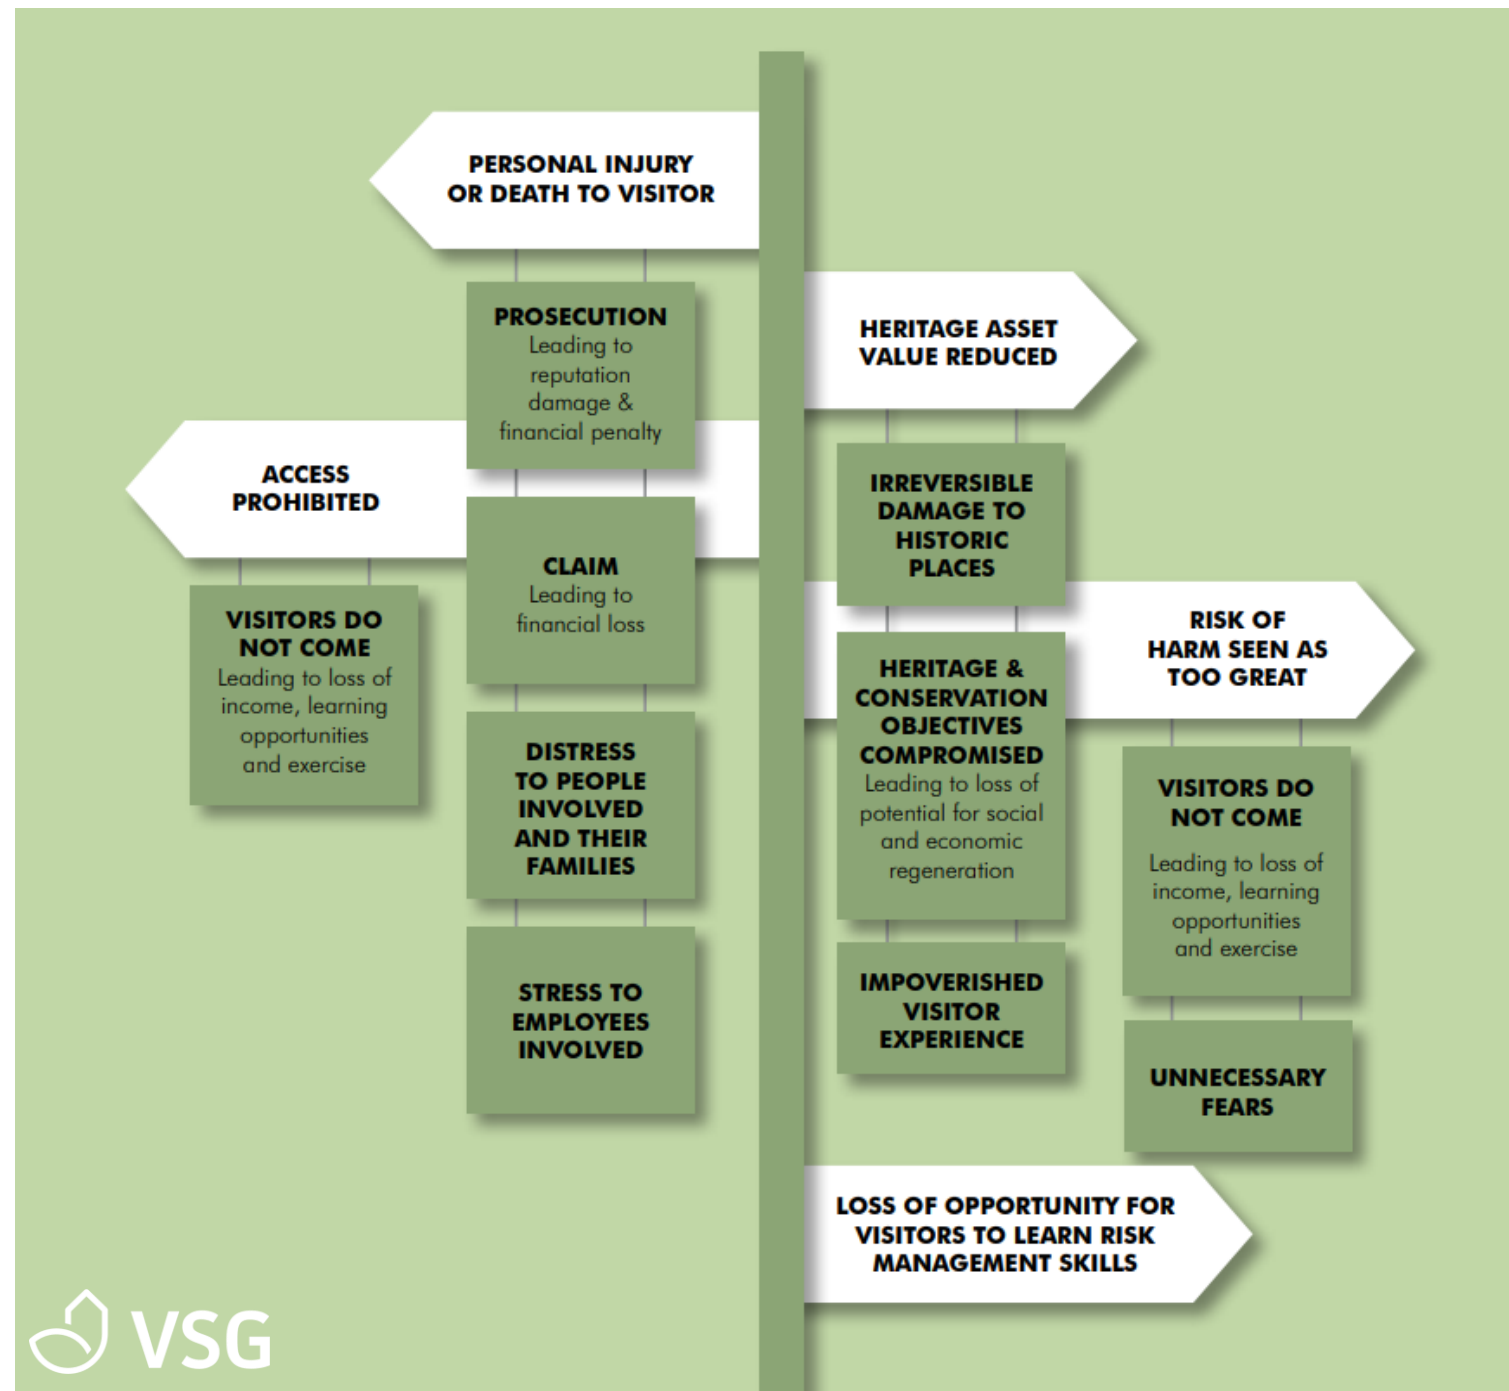 PERSONAL INJURY
OR DEATH TO VISITOR
PROSECUTION
Leading to
reputation
damage &
financial penalty
CLAIM
Leading to
financial loss
DISTRESS
TO PEOPLE
INVOLVED
AND THEIR
FAMILIES
STRESS TO
EMPLOYEES
INVOLVED
ACCESS
PROHIBITED
VISITORS DO
NOT COME
Leading to loss of
income, learning
opportunities
and exercise
HERITAGE ASSET
VALUE REDUCED
IRREVERSIBLE
DAMAGE TO
HISTORIC
PLACES
HERITAGE &
CONSERVATION
OBJECTIVES
COMPROMISED
Leading to loss of
potential for social
and economic
regeneration
IMPOVERISHED
VISITOR
EXPERIENCE
RISK OF
HARM SEEN AS
TOO GREAT
VISITORS DO
NOT COME
Leading to loss of
income, learning
opportunities
and exercise
UNNECESSARY
FEARS
LOSS OF OPPORTUNITY FOR
VISITORS TO LEARN RISK
MANAGEMENT SKILLS
VSG